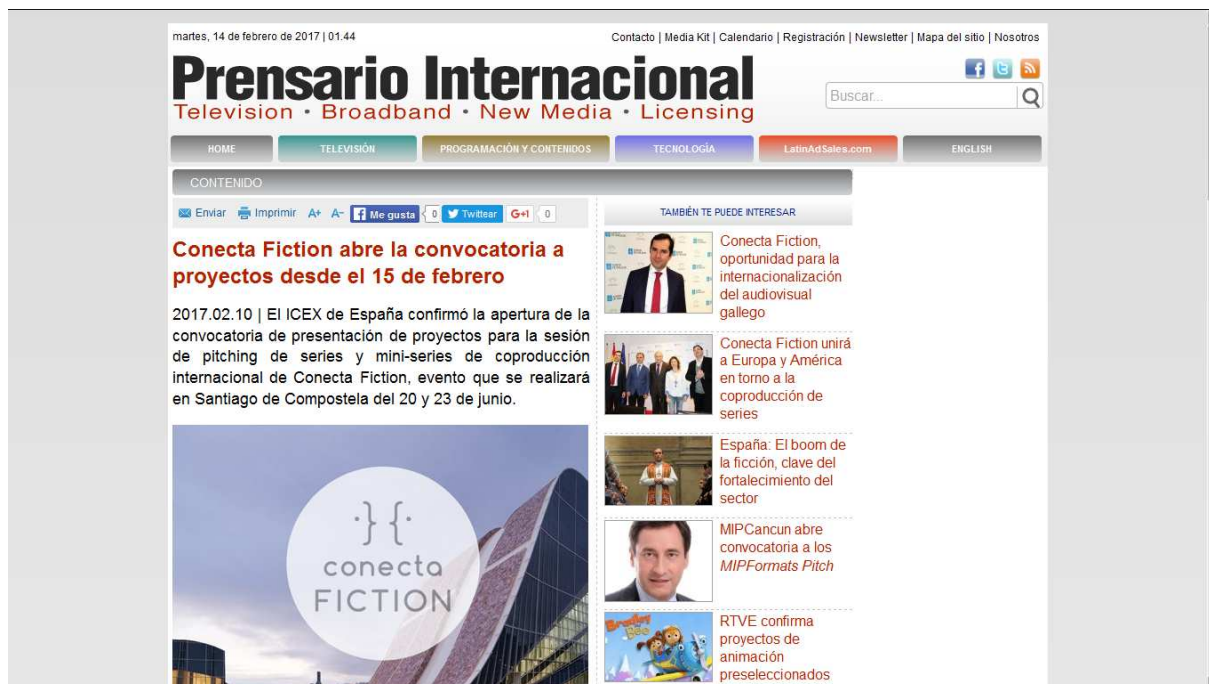 martes, 14 de febrero de 2017 | 01.44
Contacto | Media Kit | Calendario | Registración | Newsletter | Mapa del sitio | Nosotros
Prensario Internacional
Television • Broadband • New Media • Licensing
Buscar...
HOME
TELEVISIÓN
PROGRAMACIÓN Y CONTENIDOS
TECNOLOGÍA
LatinAdSales.com
ENGLISH
CONTENIDO
Enviar Imprimir A+ A- Me gusta 0 Twittear G+1 0
Conecta Fiction abre la convocatoria a
proyectos desde el 15 de febrero
2017.02.10 | El ICEX de España confirmó la apertura de la
convocatoria de presentación de proyectos para la sesión
de pitching de series y mini-series de coproducción
internacional de Conecta Fiction, evento que se realizará
en Santiago de Compostela del 20 y 23 de junio.
·} {·
conecta
FICTION
TAMBIÉN TE PUEDE INTERESAR
Conecta Fiction,
oportunidad para la
internacionalización
del audiovisual
gallego
Conecta Fiction unirá
a Europa y América
en torno a la
coproducción de
series
España: El boom de
la ficción, clave del
fortalecimiento del
sector
MIPCancun abre
convocatoria a los
MIPFormats Pitch
Bradley
Bee
RTVE confirma
proyectos de
animación
preseleccionados